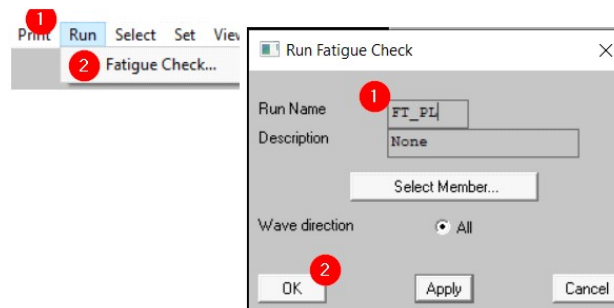 1
Print Run Select Set View
2 Fatigue Check...
Run Fatigue Check
Run Name 1 FT_PL
Description None
Select Member...
Wave direction All
2
OK Apply Cancel